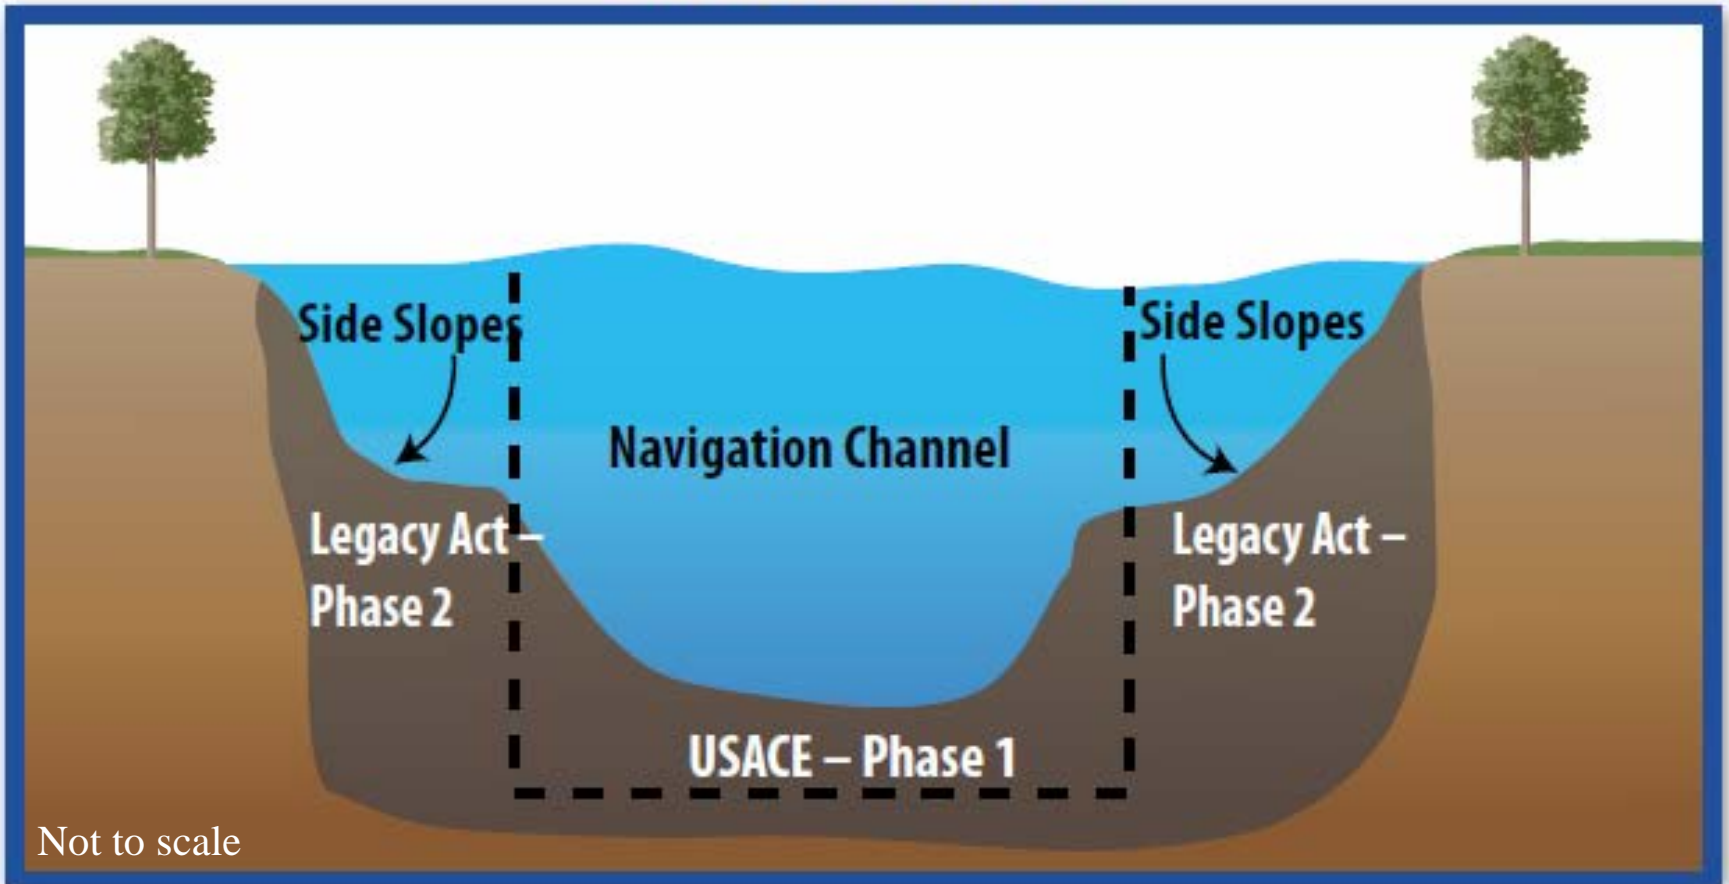 Side Slopes
Side Slopes
Navigation Channel
Legacy Act –
Phase 2
Legacy Act –
Phase 2
USACE – Phase 1
Not to scale